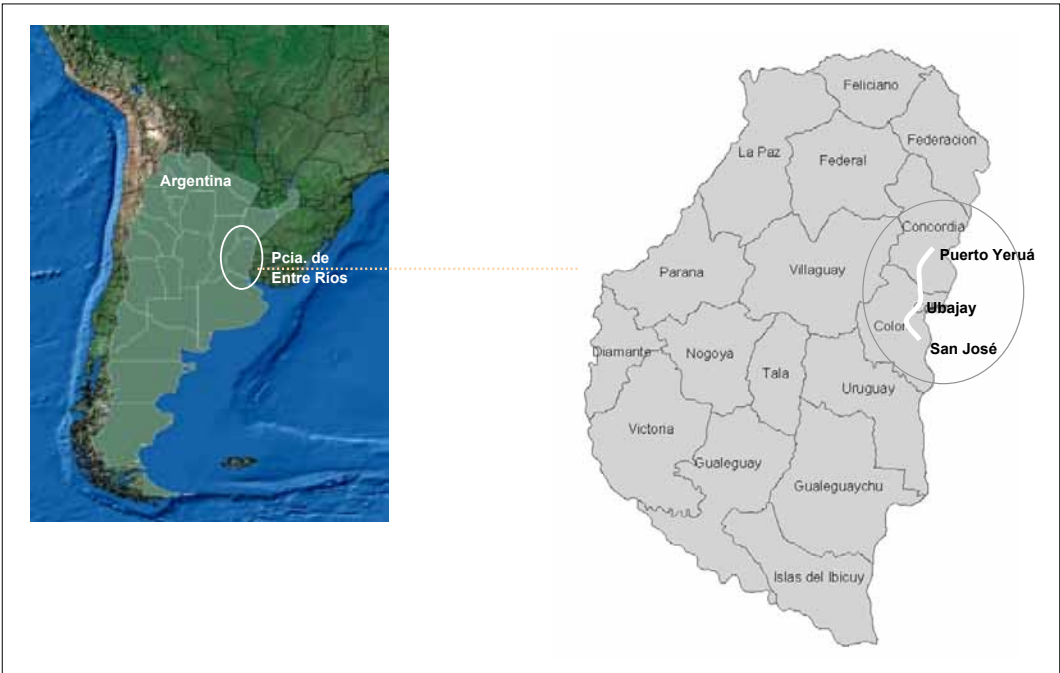 Argentina
Pcia. de
Entre Ríos
Feliciano
Federacion
La Paz
Federal
Concordia
Puerto Yeruá
Parana
Villaguay
Ubajay
Colon
San José
Diamante
Nogoya
Tala
Uruguay
Victoria
Gualeguay
Gualeguaychu
Islas del Ibicuy